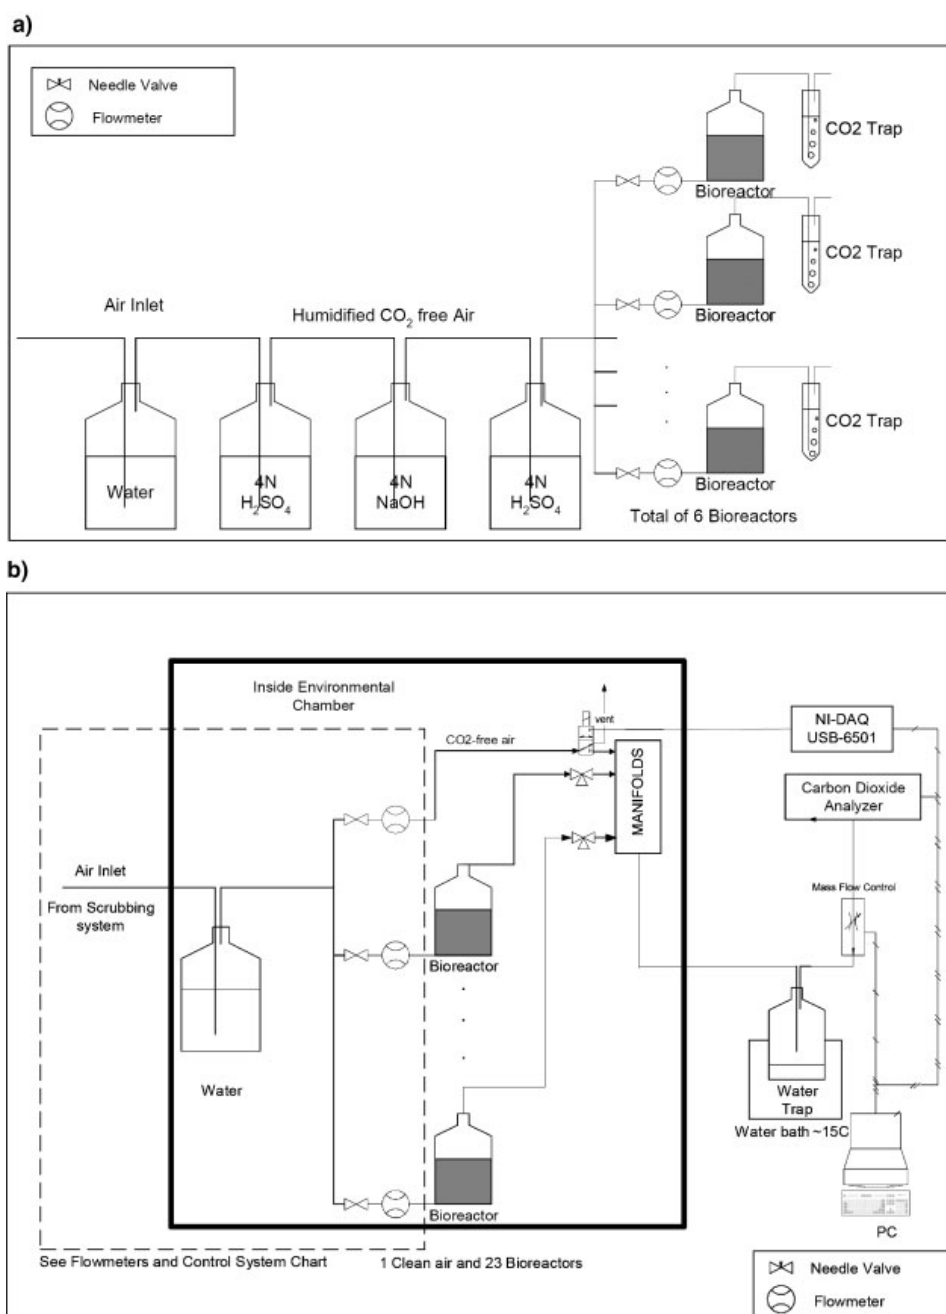 a)
Needle Valve
Flowmeter
CO2 Trap
Bioreactor
CO2 Trap
Bioreactor
Air Inlet
Humidified CO2 free Air
CO2 Trap
Water
4N
H2SO4
4N
NaOH
4N
H2SO4
Bioreactor
Total of 6 Bioreactors
b)
Inside Environmental
Chamber
vent
CO2-free air
MANIFOLDS
NI-DAQ
USB-6501
Carbon Dioxide
Analyzer
Mass Flow Control
Air Inlet
From Scrubbing
system
Bioreactor
Water
Water
Trap
Water bath ~15C
Bioreactor
PC
See Flowmeters and Control System Chart
1 Clean air and 23 Bioreactors
Needle Valve
Flowmeter